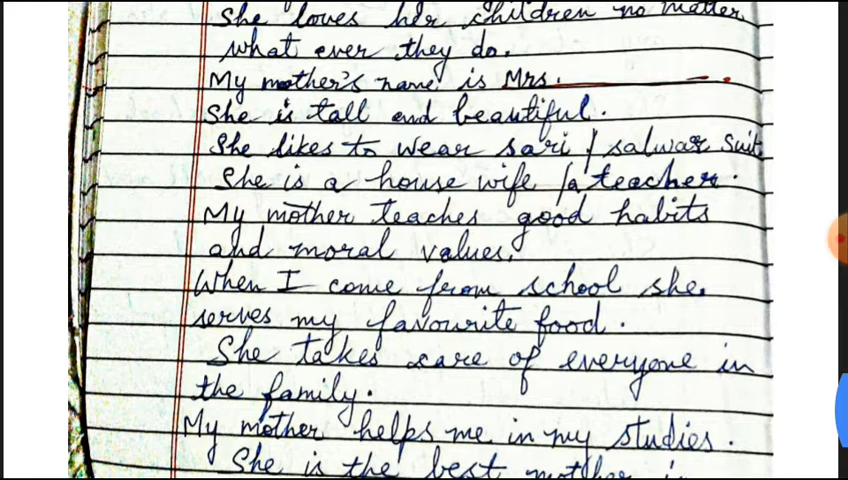 She loves her children no matter
what ever they do.
My mother's name is Mrs.
She is tall and beautiful.
She likes to wear sari / salwar suit
She is a house wife /a teacher.
My mother teaches good habits
and moral values.
When I come from school she
serves my favourite food.
She takes care of everyone in
the family.
My mother helps me in my studies.
She is the best mother in